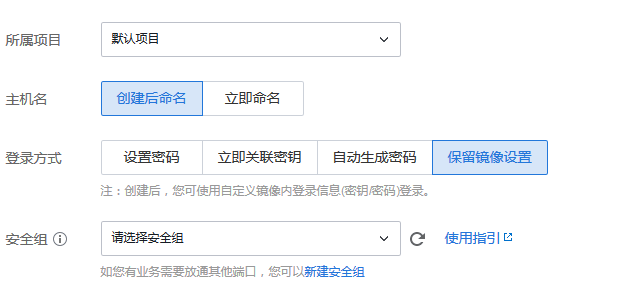 所属项目 默认项目
主机名 创建后命名 立即命名
登录方式 设置密码 立即关联密钥 自动生成密码 保留镜像设置
注：创建后，您可使用自定义镜像内登录信息(密钥/密码)登录。
安全组 请选择安全组 使用指引
如您有业务需要放通其他端口，您可以新建安全组